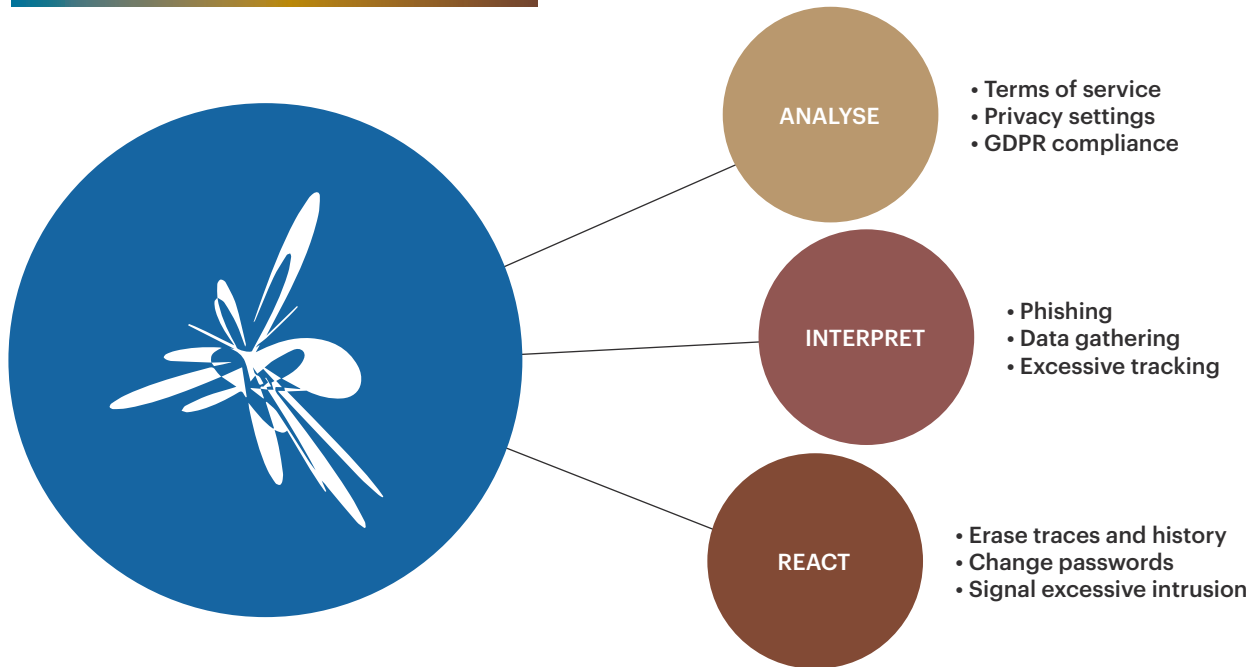 ANALYSE
• Terms of service
• Privacy settings
• GDPR compliance
INTERPRET
• Phishing
• Data gathering
• Excessive tracking
REACT
• Erase traces and history
• Change passwords
• Signal excessive intrusion